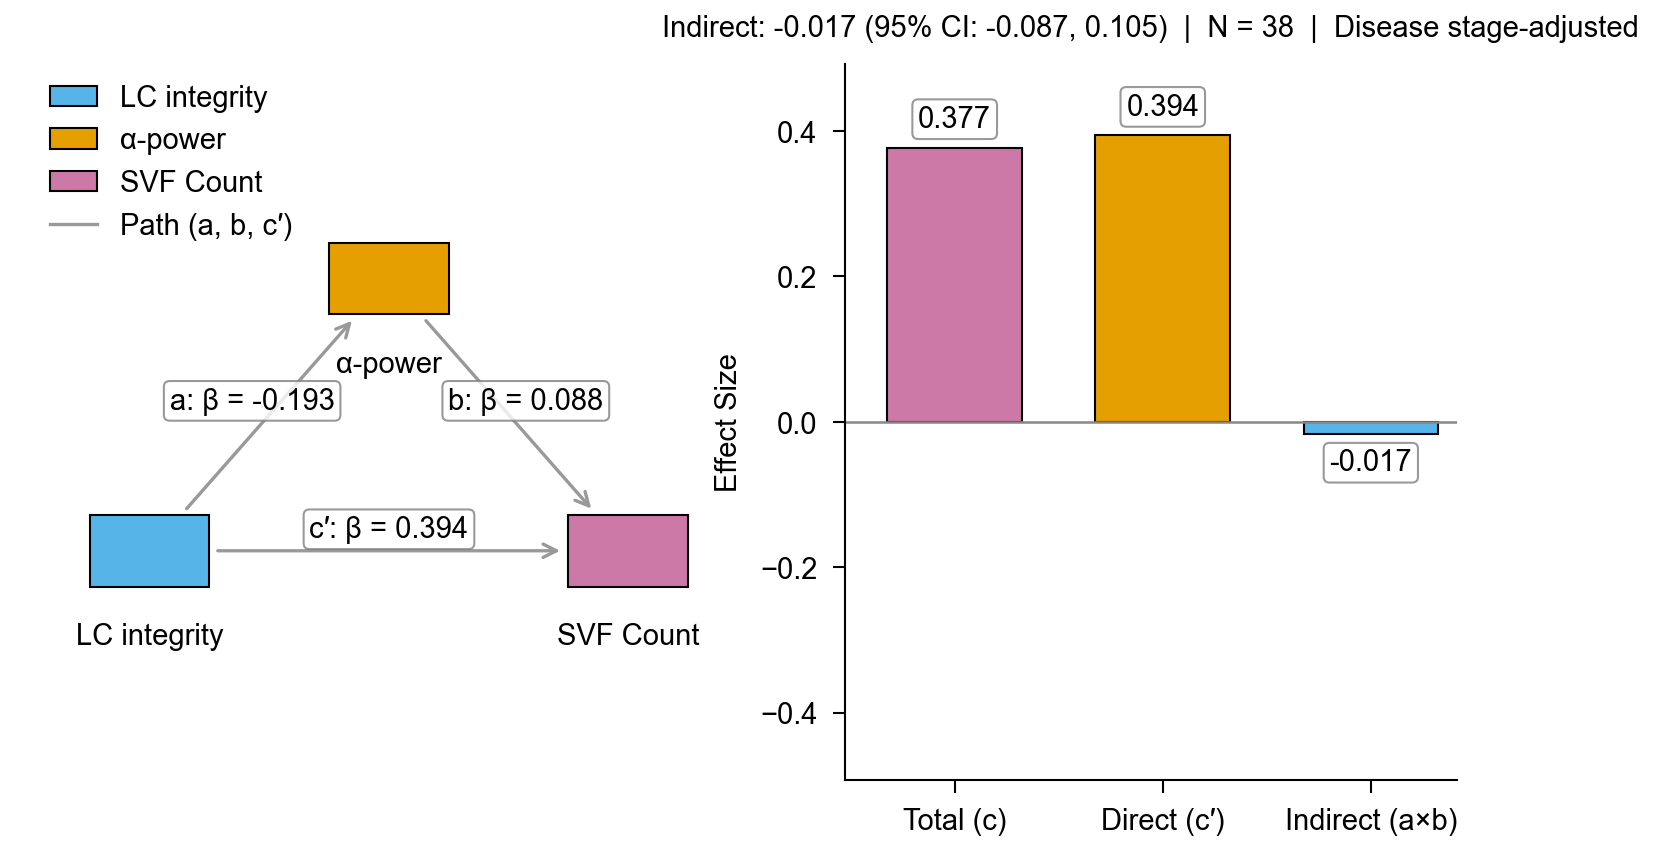 Indirect: -0.017 (95% CI: -0.087, 0.105) | N = 38 | Disease stage-adjusted
LC integrity
α-power
SVF Count
Path (a, b, c′)
α-power
a: β = -0.193
b: β = 0.088
c′: β = 0.394
LC integrity
SVF Count
Effect Size
0.4
0.2
0.0
−0.2
−0.4
0.377
0.394
-0.017
Total (c)
Direct (c′)
Indirect (a×b)